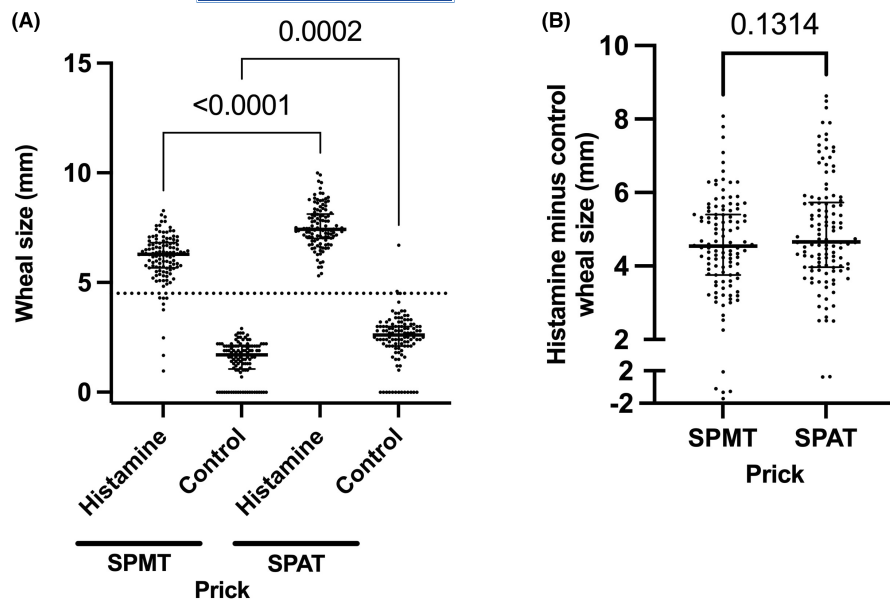 (A)
0.0002
<0.0001
15
10
5
0
Wheal size (mm)
Histamine
Control
Histamine
Control
SPMT
SPAT
Prick
(B)
0.1314
10
8
6
4
2
2
-2
Histamine minus control
wheal size (mm)
SPMT
SPAT
Prick